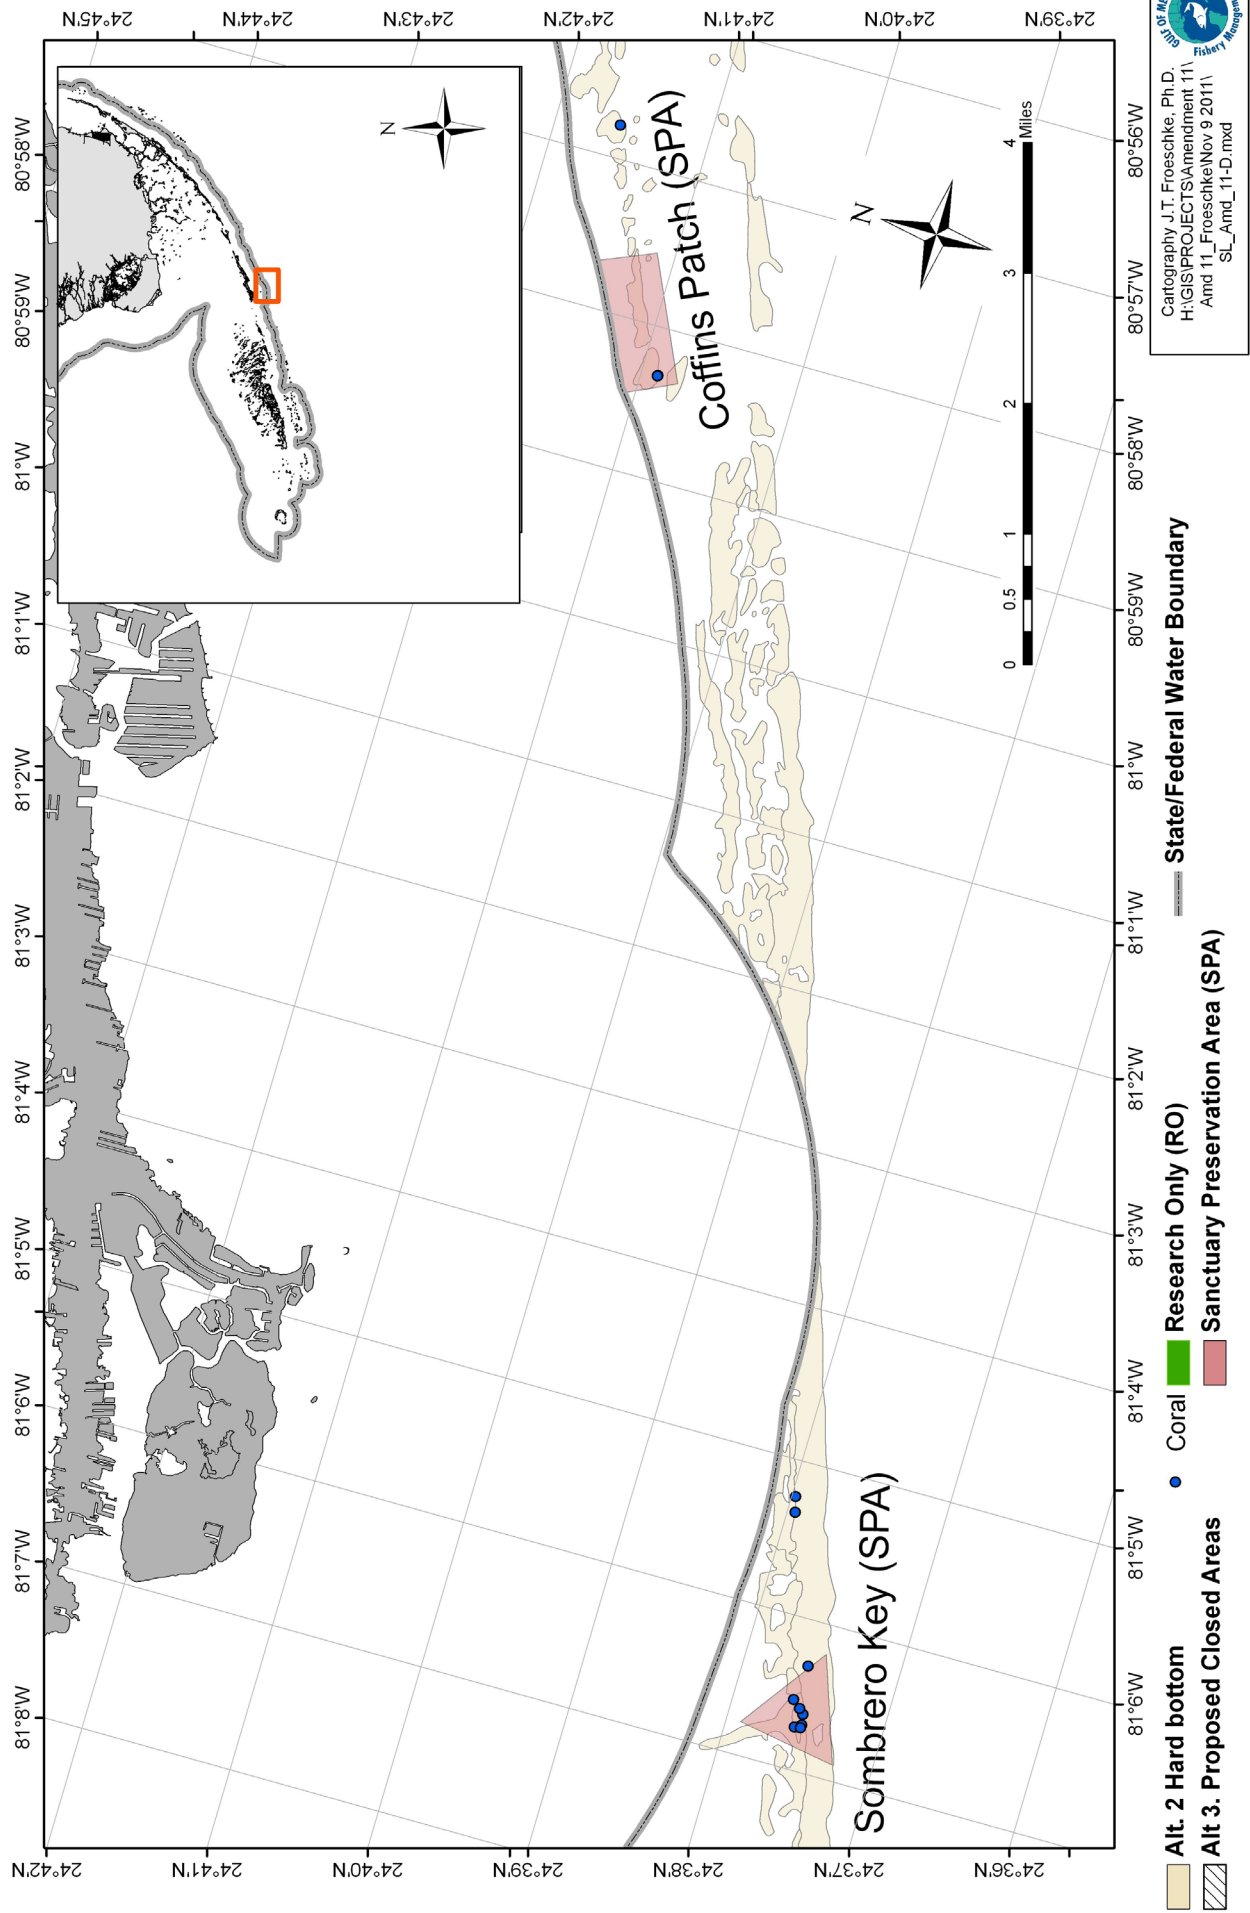 81°8'W 81°7'W 81°6'W 81°5'W 81°4'W 81°3'W 81°2'W 81°1'W 81°W 80°59'W 80°58'W
24°42'N
24°41'N
24°40'N
24°39'N
24°38'N
24°37'N
24°36'N
24°45'N
24°44'N
24°43'N
24°42'N
24°41'N
24°40'N
24°39'N
N
Coffins Patch (SPA)
Sombrero Key (SPA)
N
0 0.5 1 2 3 4
Miles
81°6'W 81°5'W 81°4'W 81°3'W 81°2'W 81°1'W 81°W 80°59'W 80°58'W 80°57'W 80°56'W
Alt. 2 Hard bottom
Alt 3. Proposed Closed Areas
Coral
Research Only (RO)
Sanctuary Preservation Area (SPA)
State/Federal Water Boundary
Cartography J.T. Froeschke, Ph.D.
H:\GIS\PROJECTS\Amendment 11\
Amd 11_Froeschke\Nov 9 2011\
SL_Amd_11-D.mxd
GULF OF ME
Fishery Managem